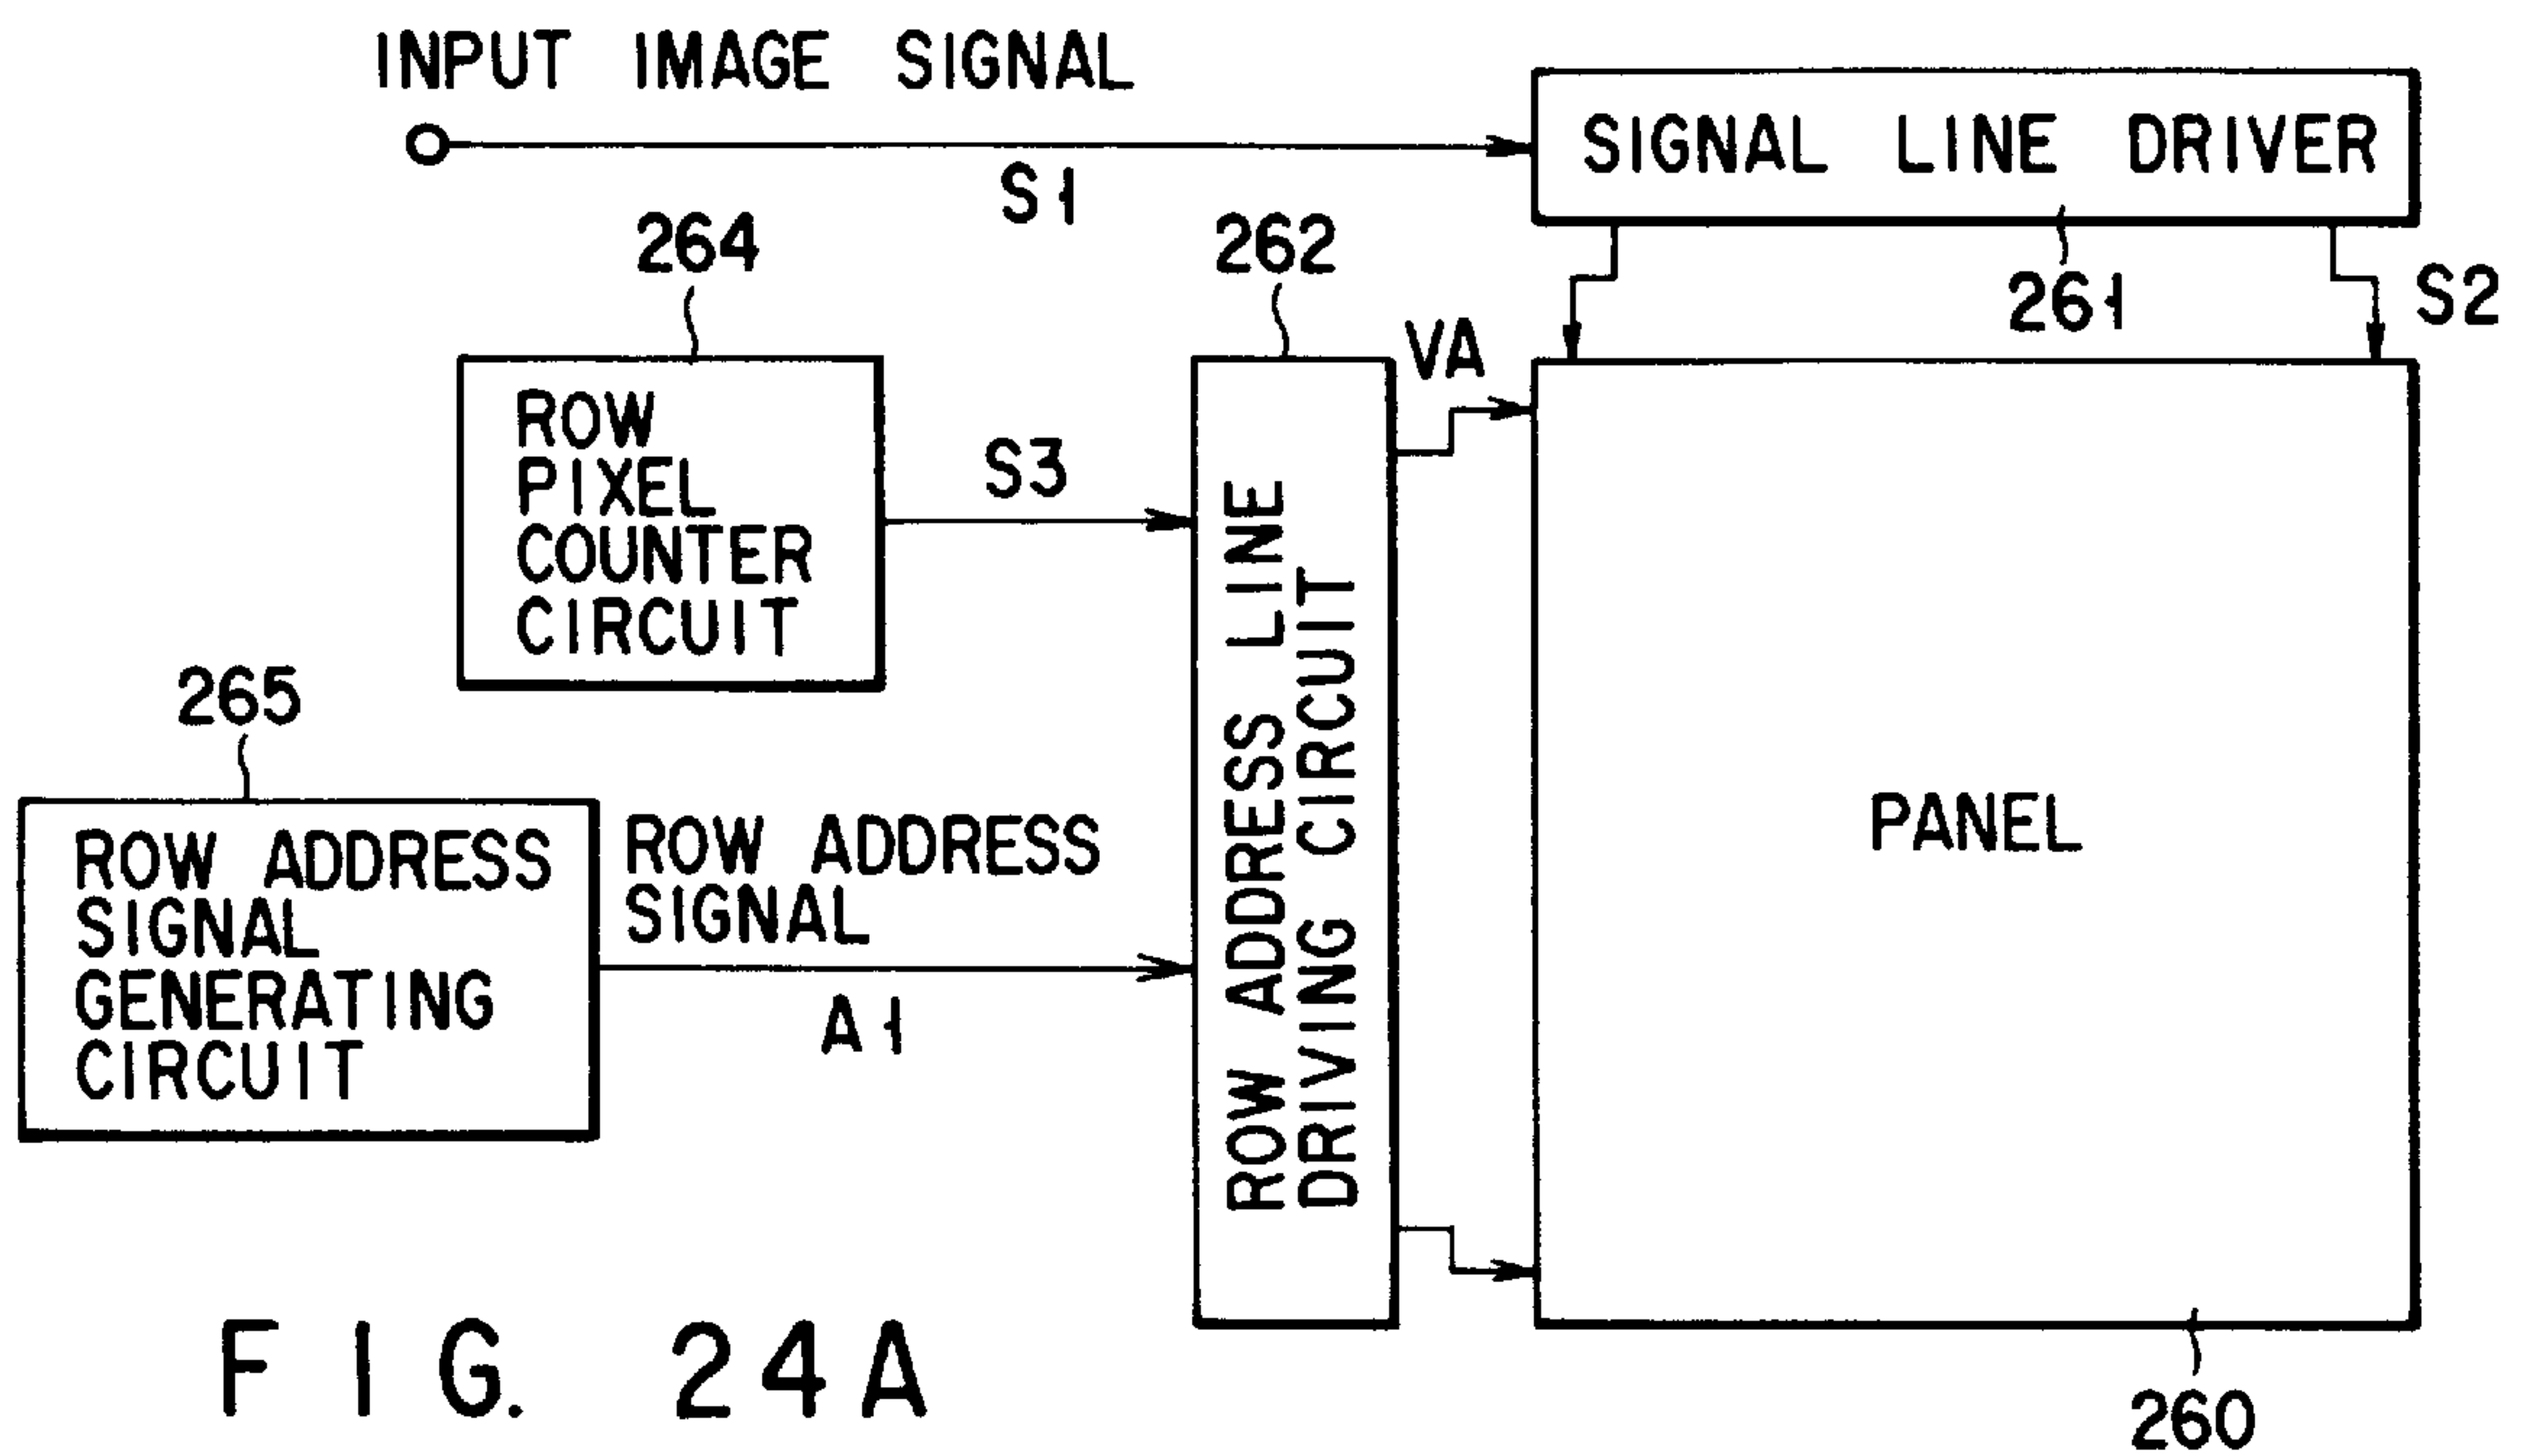 INPUT IMAGE SIGNAL
S1
SIGNAL LINE DRIVER
261
S2
264
262
VA
ROW
PIXEL
COUNTER
CIRCUIT
S3
265
ROW ADDRESS
SIGNAL
GENERATING
CIRCUIT
ROW ADDRESS
SIGNAL
A1
ROW ADDRESS LINE
DRIVING CIRCUIT
PANEL
260
FIG. 24A